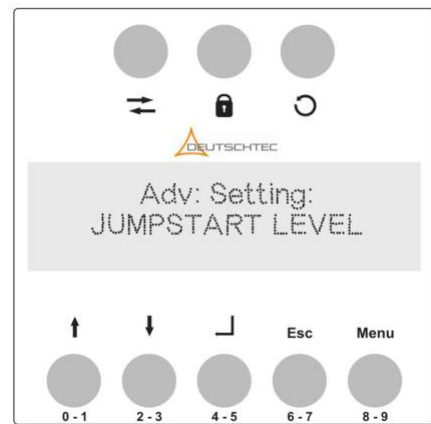 DEUTSCHTEC
Adv: Setting:
JUMPSTART LEVEL
Esc
Menu
0 - 1
2 - 3
4 - 5
6 - 7
8 - 9